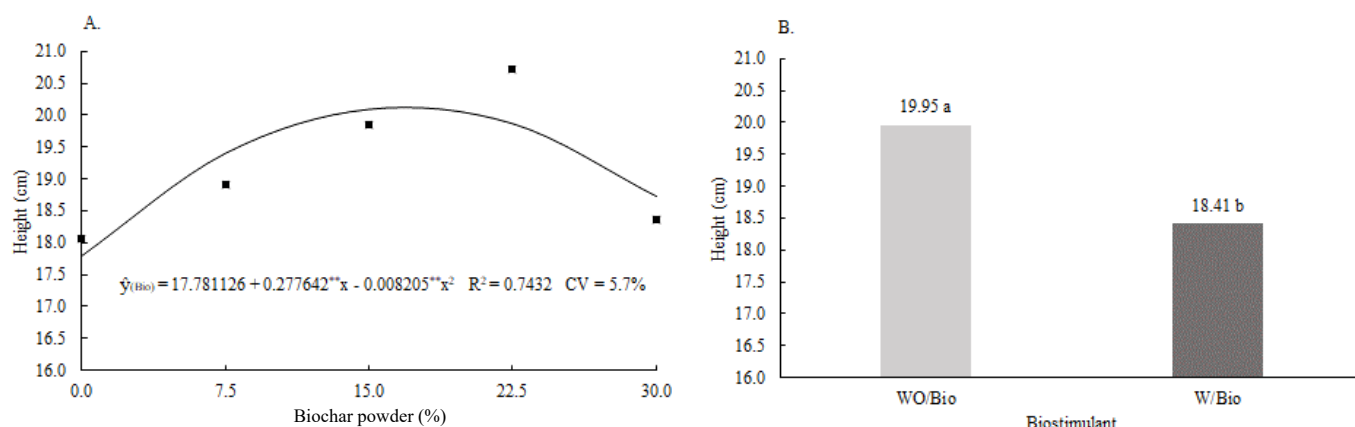 A.
Height (cm)
21.0
20.5
20.0
19.5
19.0
18.5
18.0
17.5
17.0
16.5
16.0
ŷ(Bio) = 17.781126 + 0.277642**x - 0.008205**x² R² = 0.7432 CV = 5.7%
0.0 7.5 15.0 22.5 30.0
Biochar powder (%)
B.
Height (cm)
21.0
20.5
20.0
19.5
19.0
18.5
18.0
17.5
17.0
16.5
16.0
19.95 a
18.41 b
WO/Bio W/Bio
Biostimulant